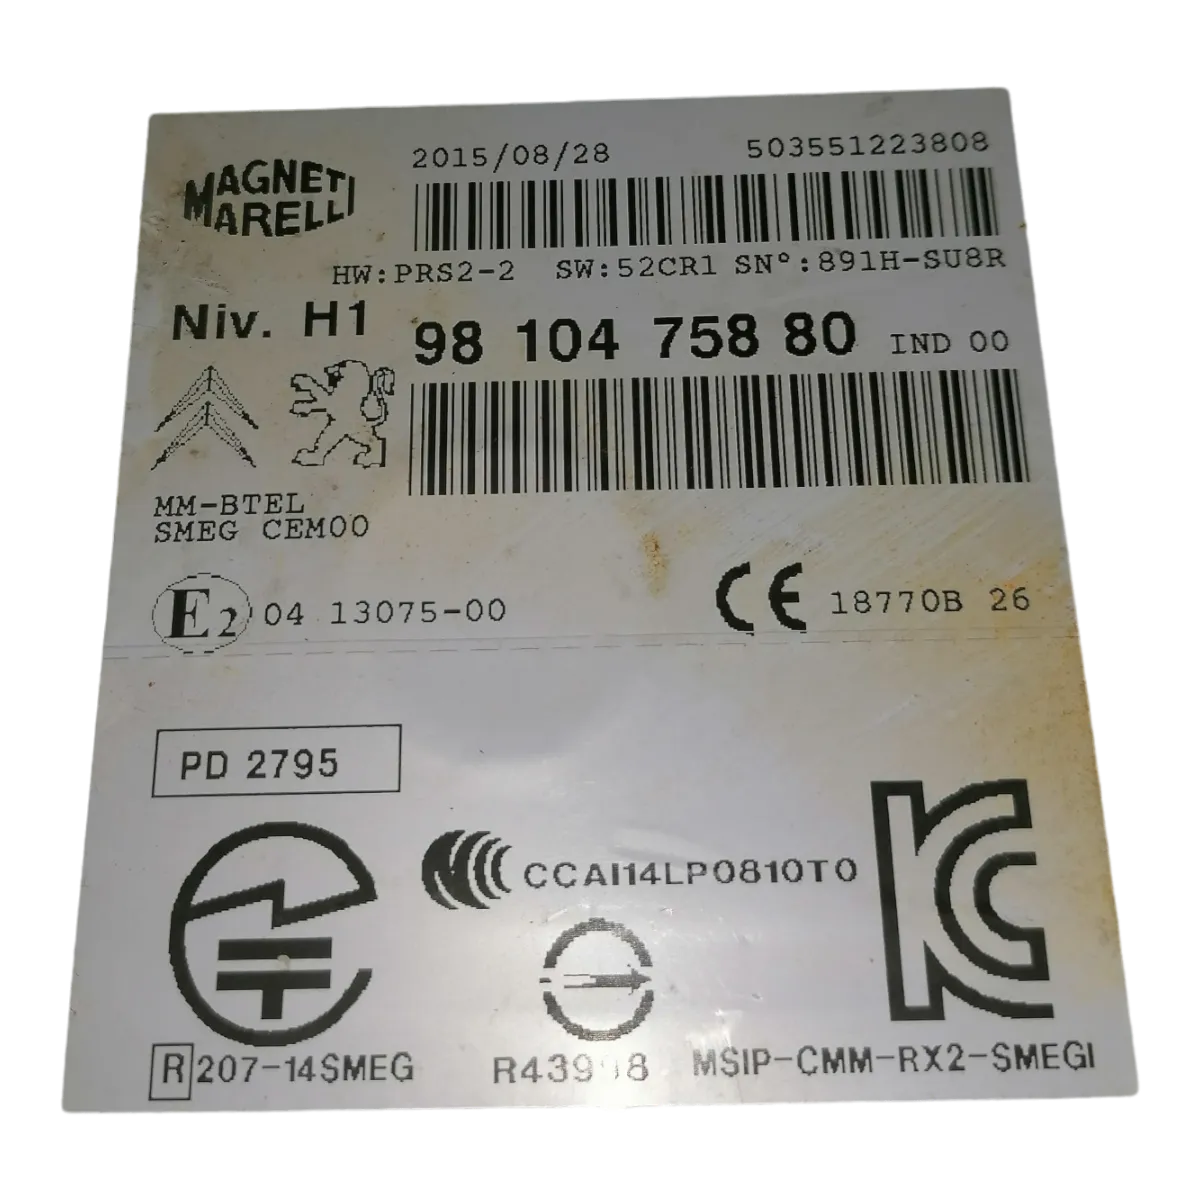 MAGNETI
MARELLI
2015/08/28 503551223808
HW:PRS2-2 SW:52CR1 SN°:891H-SU8R
Niv. H1
98 104 758 80 IND 00
MM-BTEL
SMEG CEM00
E2 04 13075-00
CE 18770B 26
PD 2795
CCAI14LP0810T0
R 207-14SMEG
MSIP-CMM-RX2-SMEGI